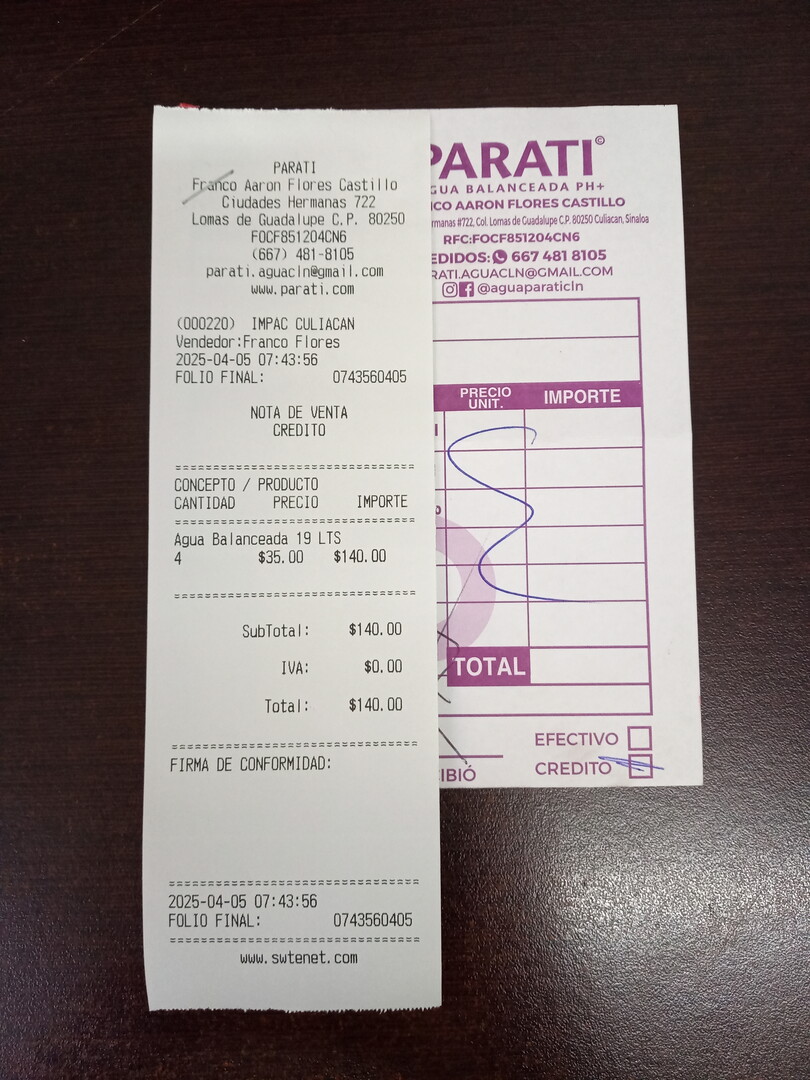 PARATI
Franco Aaron Flores Castillo
Ciudades Hermanas 722
Lomas de Guadalupe C.P. 80250
FOCF851204CN6
(667) 481-8105
parati.aguacln@gmail.com
www.parati.com
(000220) IMPAC CULIACAN
Vendedor:Franco Flores
2025-04-05 07:43:56
FOLIO FINAL: 0743560405
NOTA DE VENTA
CREDITO
CONCEPTO / PRODUCTO
CANTIDAD PRECIO IMPORTE
Agua Balanceada 19 LTS
4 $35.00 $140.00
SubTotal: $140.00
IVA: $0.00
Total: $140.00
FIRMA DE CONFORMIDAD:
2025-04-05 07:43:56
FOLIO FINAL: 0743560405
www.swtenet.com
PARATI©
GUA BALANCEADA PH+
CO AARON FLORES CASTILLO
rmanas #722, Col. Lomas de Guadalupe C.P. 80250 Culiacan, Sinaloa
RFC:FOCF851204CN6
EDIDOS: 667 481 8105
RATI.AGUACLN@GMAIL.COM
@aguaparaticln
PRECIO UNIT. IMPORTE
TOTAL
EFECTIVO
IBIÓ CREDITO